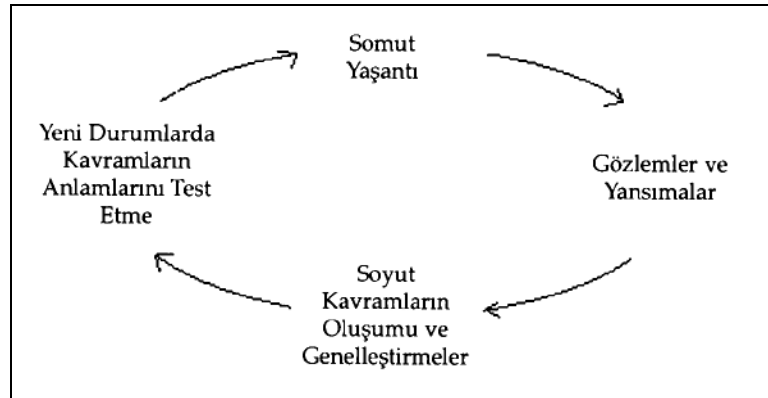 Somut
Yaşantı
Gözlemler ve
Yansımalar
Soyut
Kavramların
Oluşumu ve
Genelleştirmeler
Yeni Durumlarda
Kavramların
Anlamlarını Test
Etme